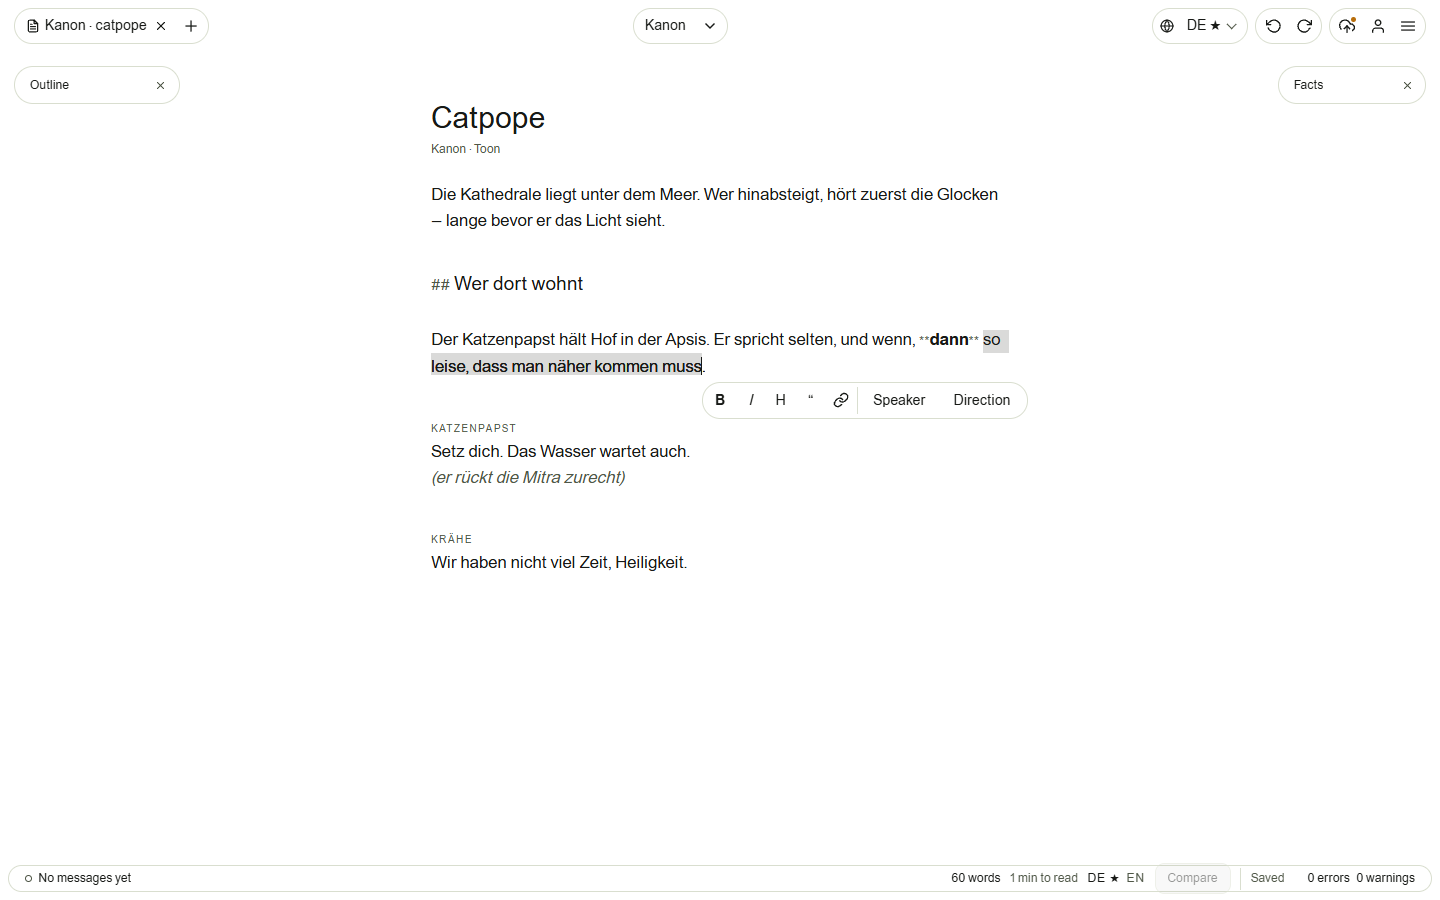 Kanon · catpope
Kanon
DE ★
Outline
Facts
Catpope
Kanon · Toon
Die Kathedrale liegt unter dem Meer. Wer hinabsteigt, hört zuerst die Glocken
– lange bevor er das Licht sieht.
## Wer dort wohnt
Der Katzenpapst hält Hof in der Apsis. Er spricht selten, und wenn, **dann** so
leise, dass man näher kommen muss.
B I H “ Speaker Direction
KATZENPAPST
Setz dich. Das Wasser wartet auch.
(er rückt die Mitra zurecht)
KRÄHE
Wir haben nicht viel Zeit, Heiligkeit.
No messages yet 60 words 1 min to read DE ★ EN Compare Saved 0 errors 0 warnings